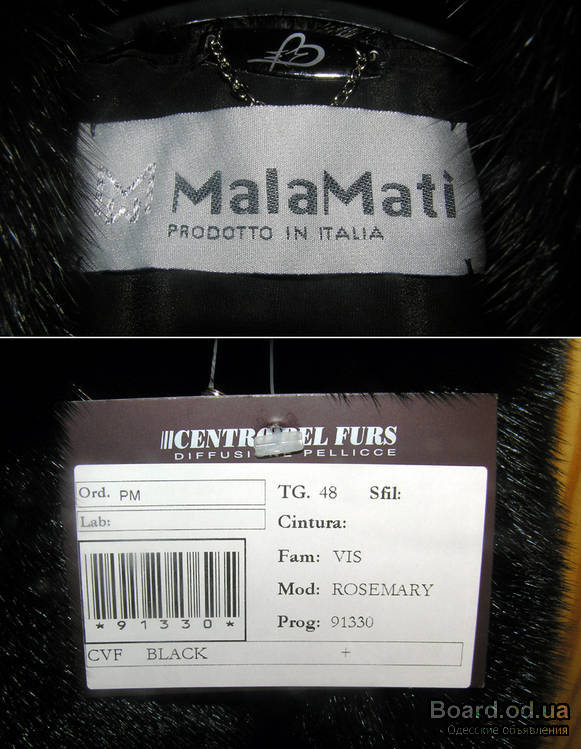 MalaMati
PRODOTTO IN ITALIA
CENTRO DEL FURS
DIFFUSIONE PELLICCE
Ord. PM
Lab:
TG. 48 Sfil:
Cintura:
Fam: VIS
Mod: ROSEMARY
Prog: 91330
*91330*
CVF BLACK +
Board.od.ua
Одесские объявления